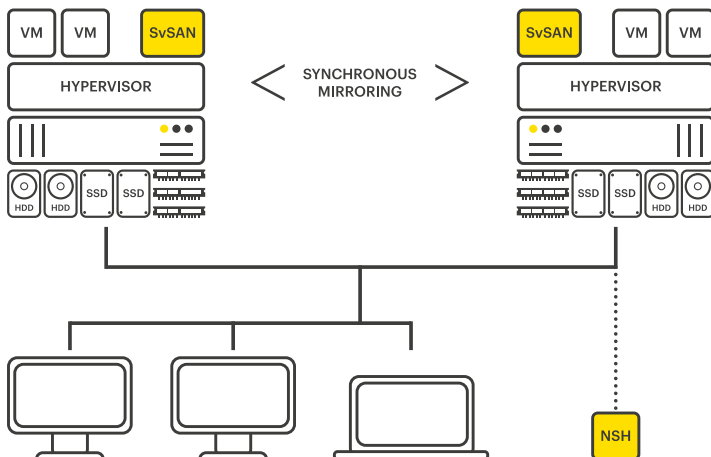 VM VM SvSAN
SvSAN VM VM
HYPERVISOR
SYNCHRONOUS
MIRRORING
HYPERVISOR
HDD HDD SSD SSD
SSD SSD HDD HDD
NSH